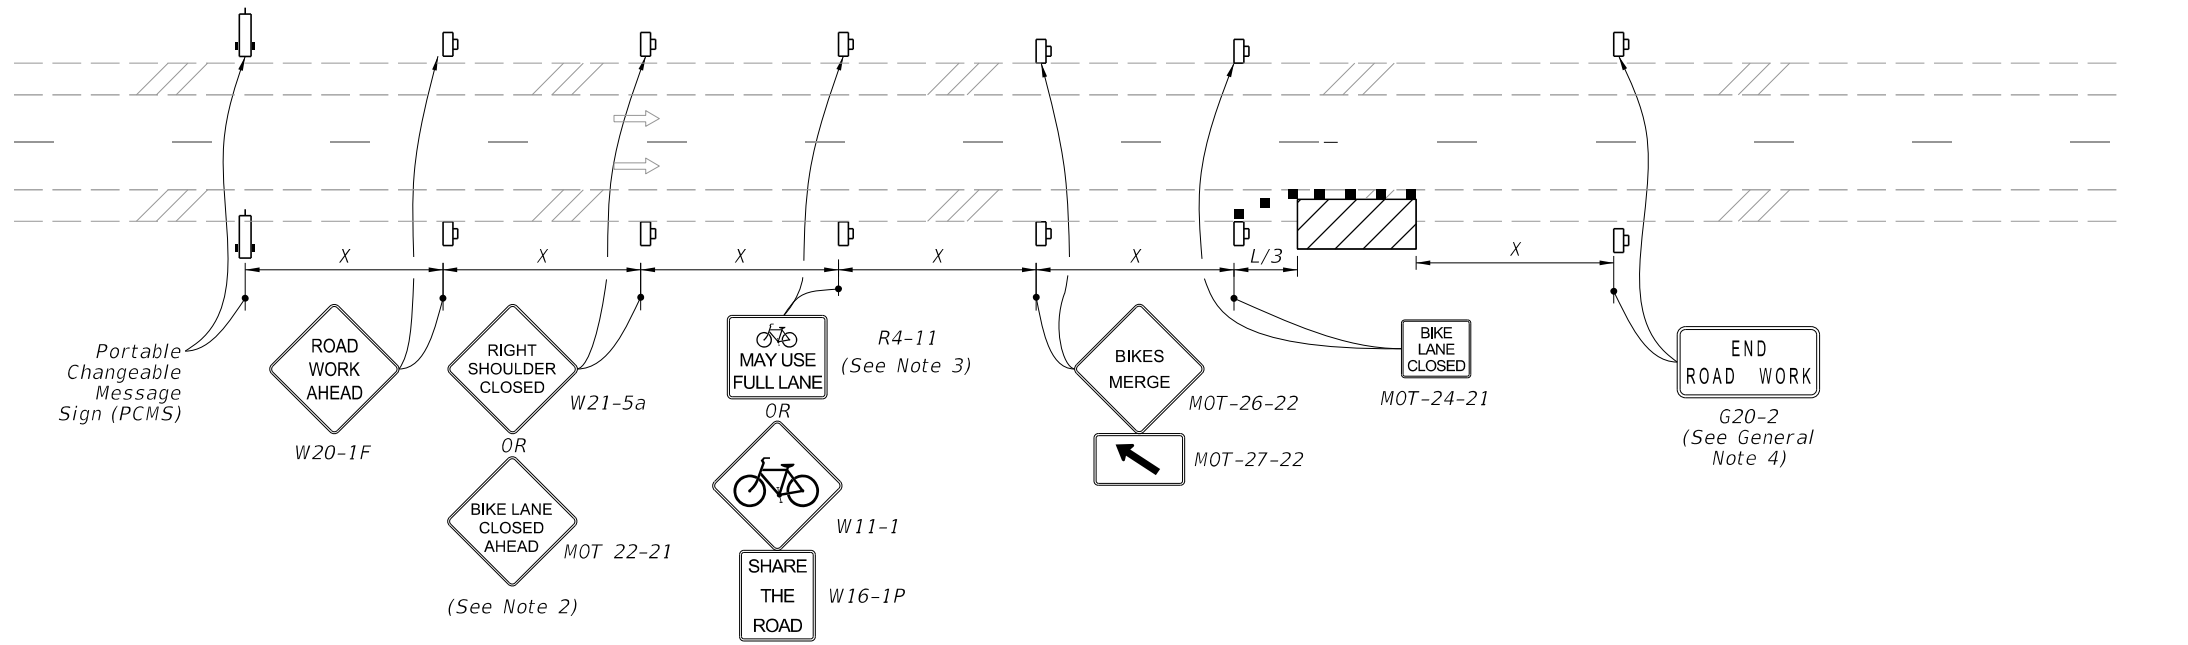 X
X
X
X
X
L/3
X
Portable
Changeable
Message
Sign (PCMS)
ROAD
WORK
AHEAD
W20-1F
RIGHT
SHOULDER
CLOSED
W21-5a
OR
BIKE LANE
CLOSED
AHEAD
MOT 22-21
(See Note 2)
MAY USE
FULL LANE
R4-11
(See Note 3)
OR
W11-1
SHARE
THE
ROAD
W16-1P
BIKES
MERGE
MOT-26-22
MOT-27-22
BIKE
LANE
CLOSED
MOT-24-21
END
ROAD WORK
G20-2
(See General
Note 4)